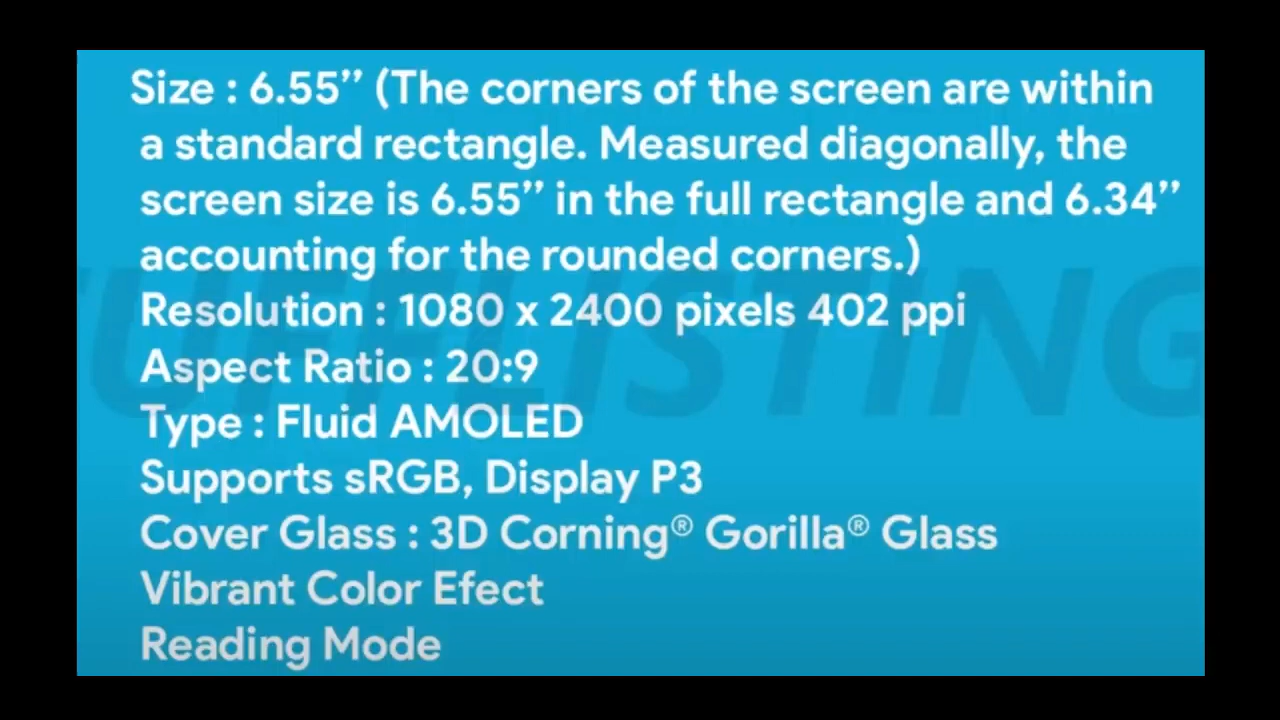 Size : 6.55’’ (The corners of the screen are within
a standard rectangle. Measured diagonally, the
screen size is 6.55’’ in the full rectangle and 6.34’’
accounting for the rounded corners.)
Resolution : 1080 x 2400 pixels 402 ppi
Aspect Ratio : 20:9
Type : Fluid AMOLED
Supports sRGB, Display P3
Cover Glass : 3D Corning® Gorilla® Glass
Vibrant Color Efect
Reading Mode